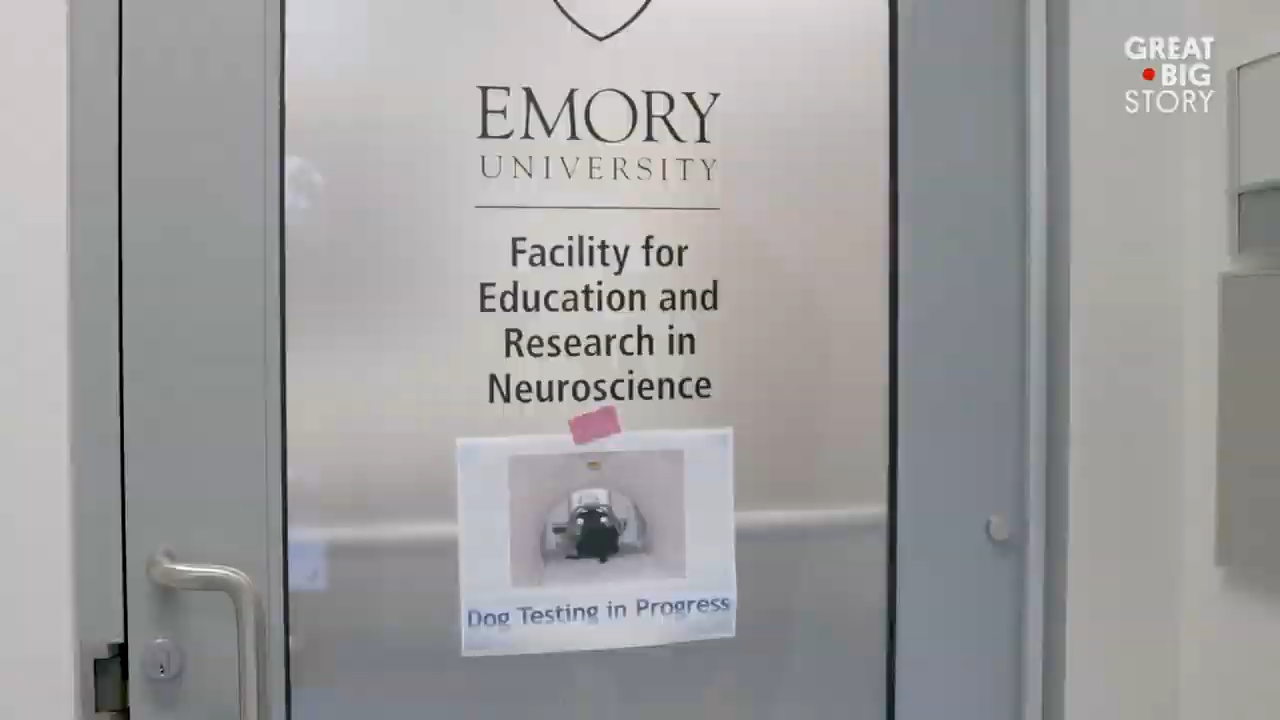 GREAT
BIG
STORY
EMORY
UNIVERSITY
Facility for
Education and
Research in
Neuroscience
Dog Testing in Progress